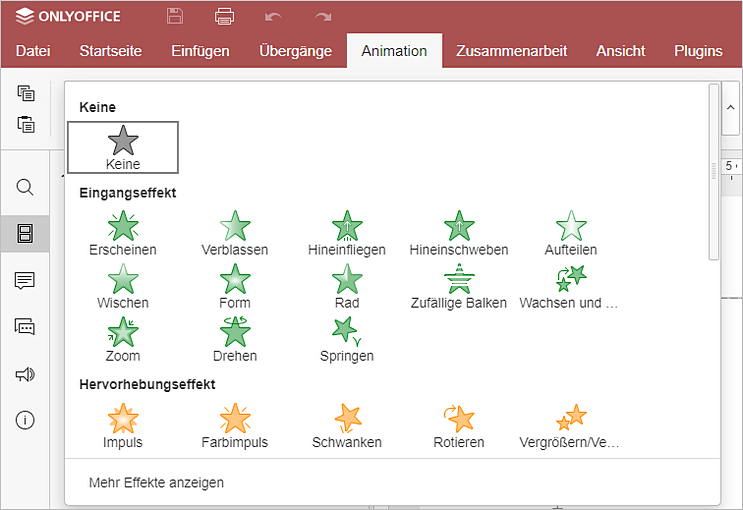 ONLYOFFICE
Datei Startseite Einfügen Übergänge Animation Zusammenarbeit Ansicht Plugins
Keine
Keine
5
Eingangseffekt
Erscheinen Verblassen Hineinfliegen Hineinschweben Aufteilen
Wischen Form Rad Zufällige Balken Wachsen und ...
Zoom Drehen Springen
Hervorhebungseffekt
Impuls Farbimpuls Schwanken Rotieren Vergrößern/Ve...
Mehr Effekte anzeigen